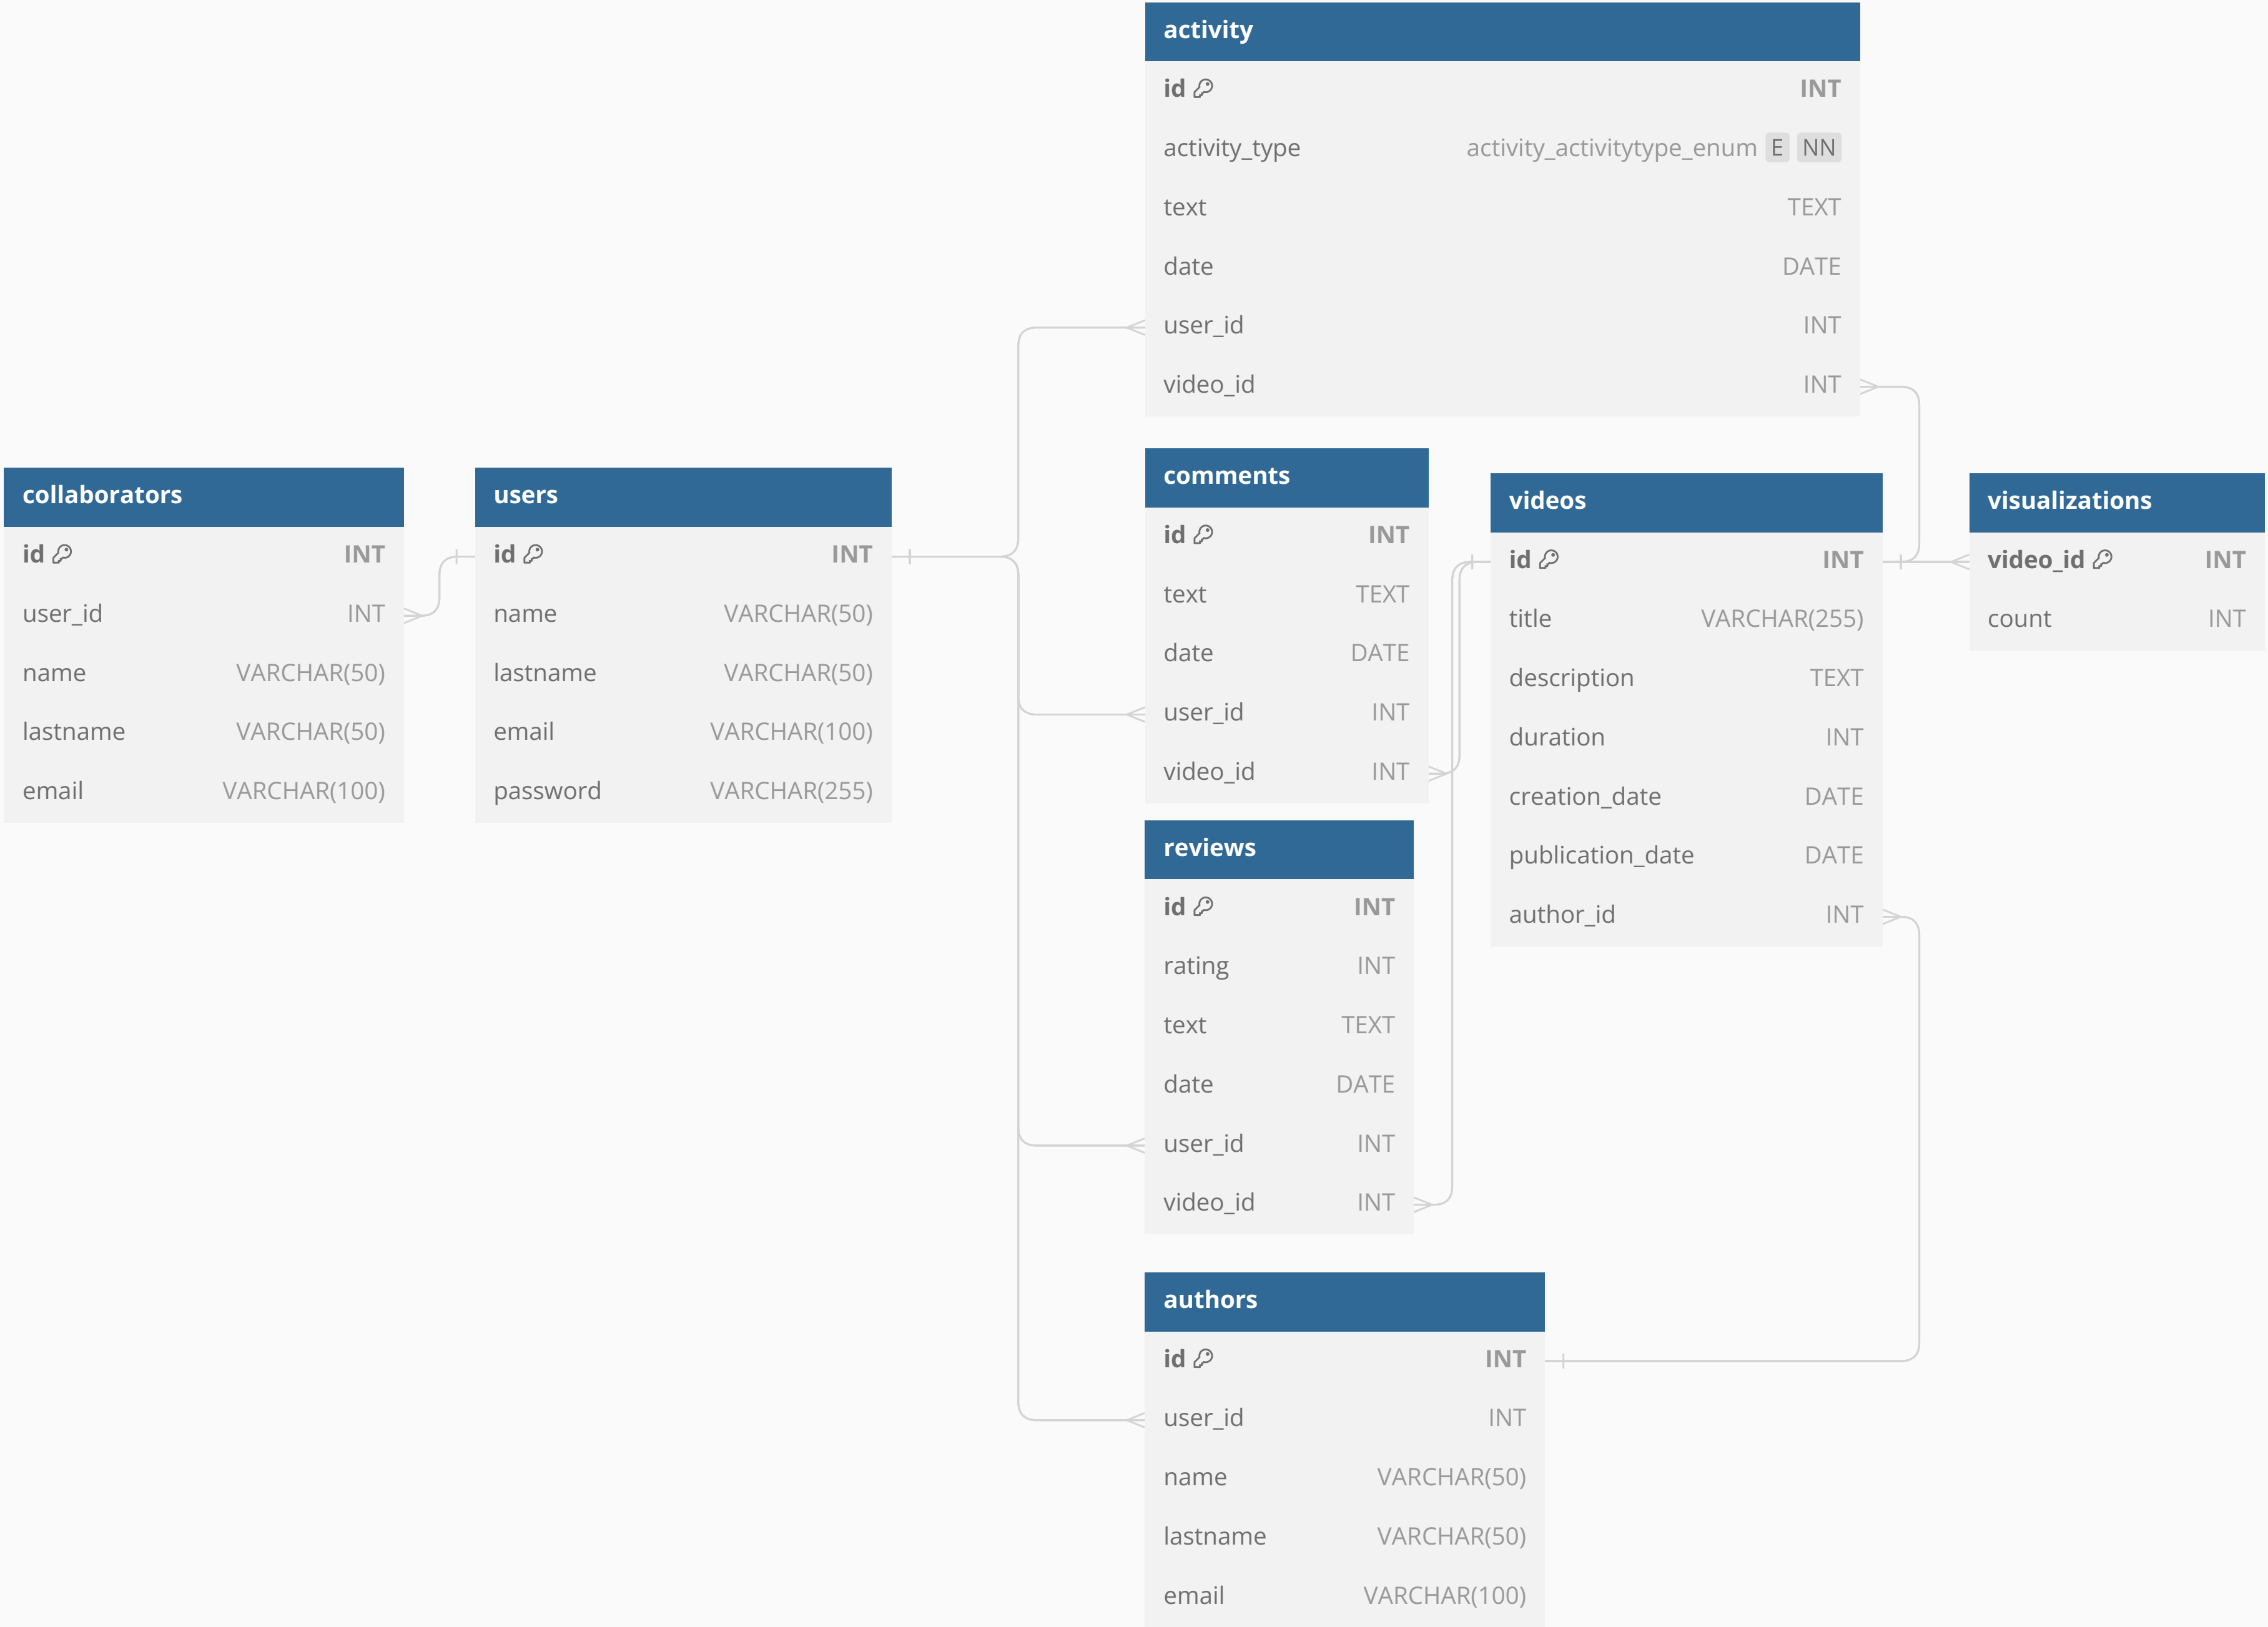 activity
id INT
activity_type activity_activitytype_enum E NN
text TEXT
date DATE
user_id INT
video_id INT
collaborators
id INT
user_id INT
name VARCHAR(50)
lastname VARCHAR(50)
email VARCHAR(100)
users
id INT
name VARCHAR(50)
lastname VARCHAR(50)
email VARCHAR(100)
password VARCHAR(255)
comments
id INT
text TEXT
date DATE
user_id INT
video_id INT
videos
id INT
title VARCHAR(255)
description TEXT
duration INT
creation_date DATE
publication_date DATE
author_id INT
visualizations
video_id INT
count INT
reviews
id INT
rating INT
text TEXT
date DATE
user_id INT
video_id INT
authors
id INT
user_id INT
name VARCHAR(50)
lastname VARCHAR(50)
email VARCHAR(100)